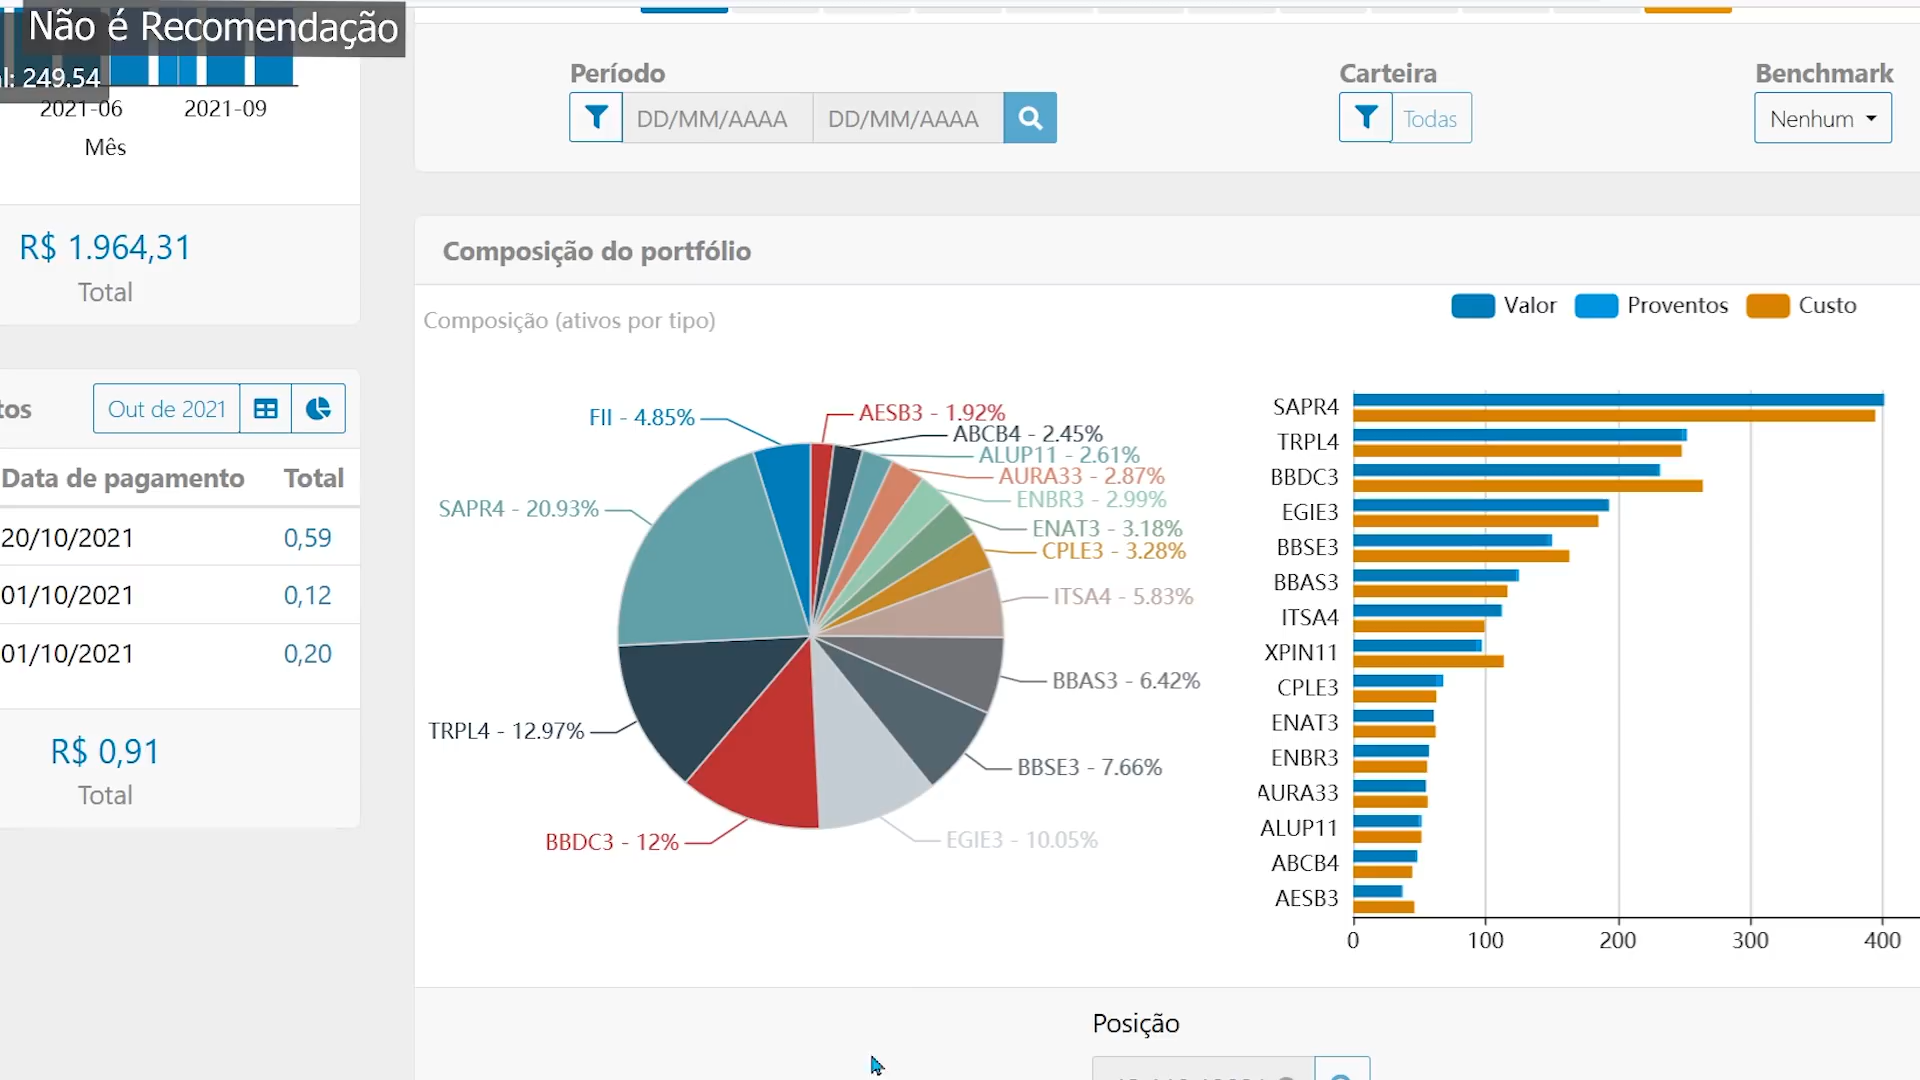 Não é Recomendação
l: 249.54
2021-06
2021-09
Mês
R$ 1.964,31
Total
tos
Out de 2021
Data de pagamento
Total
20/10/2021
0,59
01/10/2021
0,12
01/10/2021
0,20
R$ 0,91
Total
Período
DD/MM/AAAA
DD/MM/AAAA
Carteira
Todas
Benchmark
Nenhum
Composição do portfólio
Composição (ativos por tipo)
Valor
Proventos
Custo
FII - 4.85%
AESB3 - 1.92%
ABCB4 - 2.45%
ALUP11 - 2.61%
AURA33 - 2.87%
ENBR3 - 2.99%
ENAT3 - 3.18%
CPLE3 - 3.28%
ITSA4 - 5.83%
BBAS3 - 6.42%
BBSE3 - 7.66%
EGIE3 - 10.05%
BBDC3 - 12%
TRPL4 - 12.97%
SAPR4 - 20.93%
SAPR4
TRPL4
BBDC3
EGIE3
BBSE3
BBAS3
ITSA4
XPIN11
CPLE3
ENAT3
ENBR3
AURA33
ALUP11
ABCB4
AESB3
0
100
200
300
400
Posição